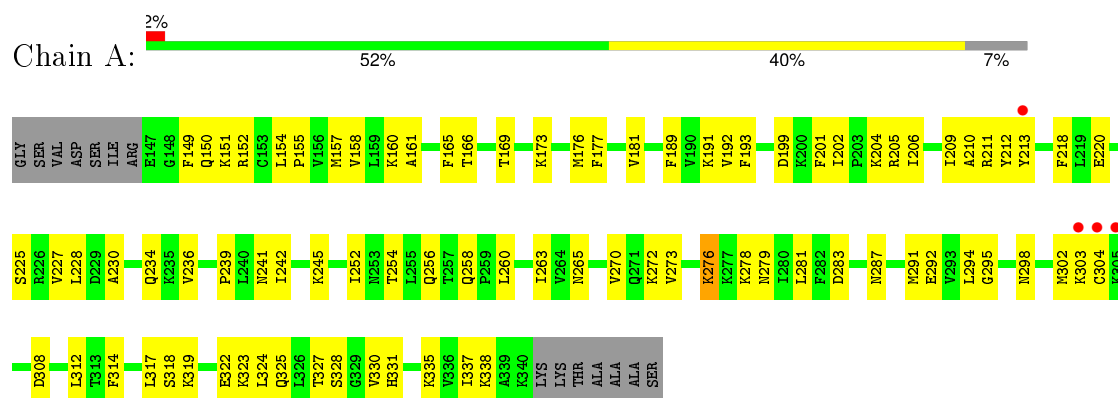 2%
Chain A:
52% 40% 7%
GLY SER VAL ASP SER ILE ARG E147 G148 F149 Q150 K151 R152 G153 L154 P155 V156 M157 V158 L159 K160 A161 F165 T166 T169 K173 M176 F177 V181 F189 V190 K191 V192 F193 D199 K200 F201 I202 P203 K204 R205 I206 I209 A210 R211 Y212 Y213 F218 L219 E220
S225 R226 V227 L228 D229 A230 Q234 K235 V236 P239 L240 N241 I242 K245 I252 N253 T254 L255 Q256 T257 Q258 P259 L260 I263 V264 N265 V270 Q271 K272 V273 K276 K277 K278 N279 I280 L281 F282 D283 N287 M291 E292 V293 L294 G295 N298 M302 K303 C304 K305
D308 L312 T313 F314 L317 S318 K319 E322 K323 L324 Q325 L326 T327 S328 G329 V330 H331 K335 V336 I337 K338 A339 K340 LYS LYS THR ALA ALA ALA SER